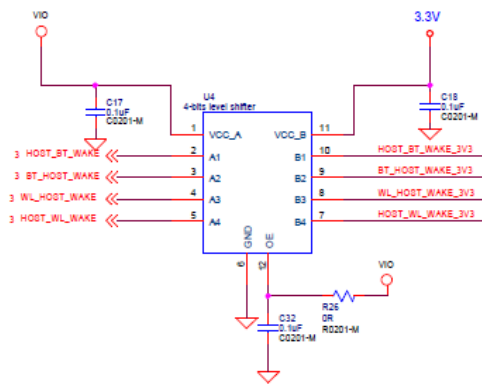 VIO
3.3V
C17
0.1uF
C0201-M
U4
4-bits level shifter
C18
0.1uF
C0201-M
1 VCC_A VCC_B 11
3 HOST_BT_WAKE 2 A1 B1 10 HOST_BT_WAKE_3V3
3 BT_HOST_WAKE 3 A2 B2 9 BT_HOST_WAKE_3V3
3 WL_HOST_WAKE 4 A3 B3 8 WL_HOST_WAKE_3V3
3 HOST_WL_WAKE 5 A4 B4 7 HOST_WL_WAKE_3V3
GND OE
6 12
VIO
R26
0R
R0201-M
C32
0.1uF
C0201-M